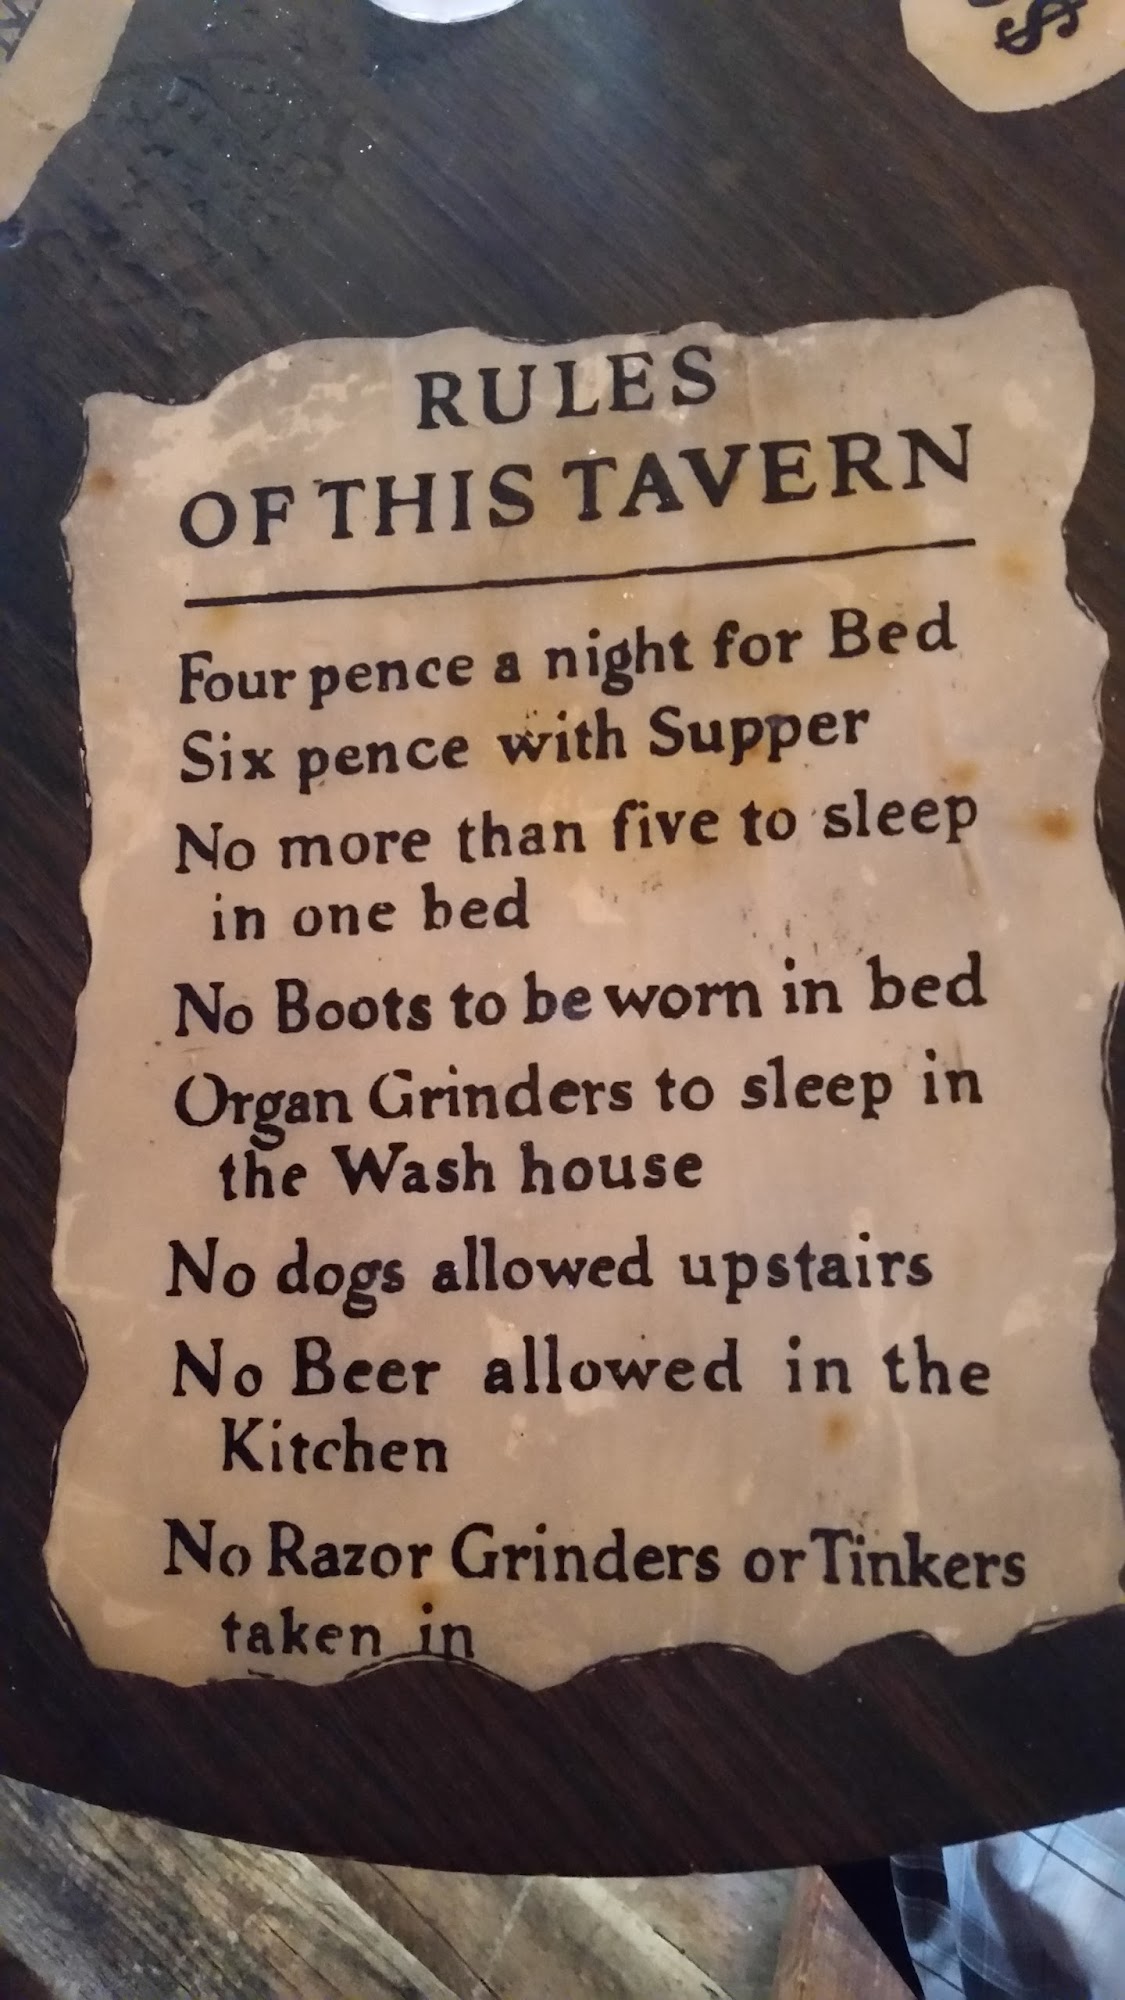 RULES
OF THIS TAVERN
Four pence a night for Bed
Six pence with Supper
No more than five to sleep
in one bed
No Boots to be worn in bed
Organ Grinders to sleep in
the Wash house
No dogs allowed upstairs
No Beer allowed in the
Kitchen
No Razor Grinders or Tinkers
taken in